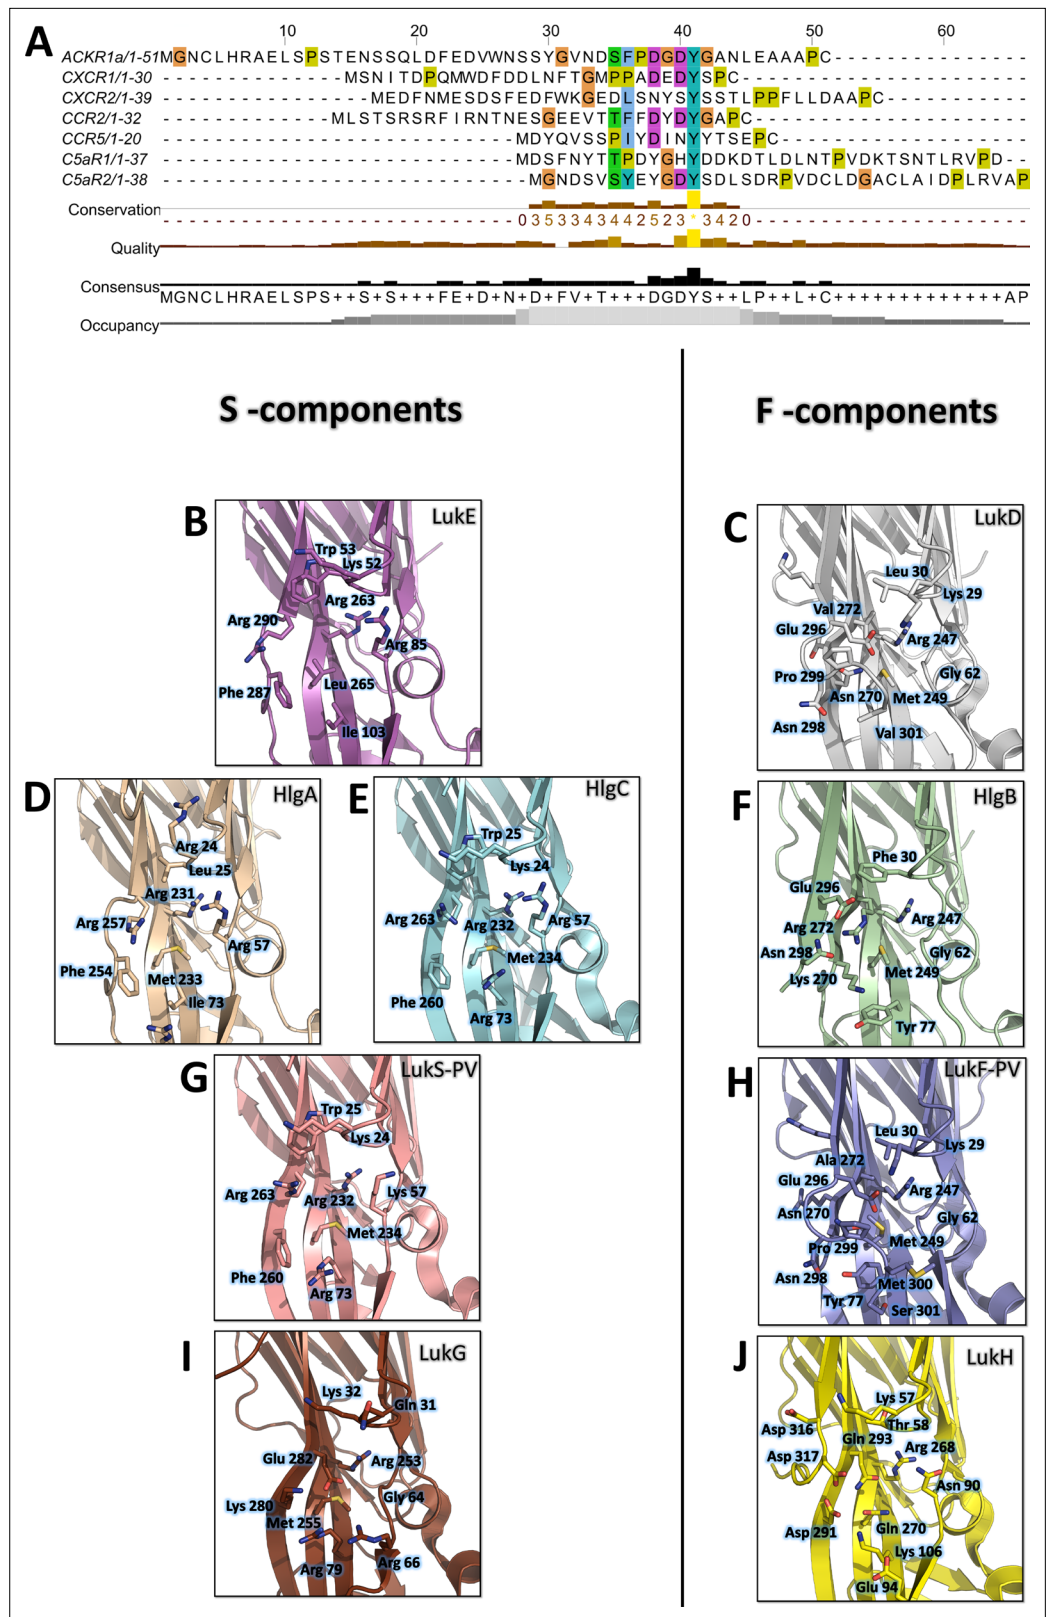 A
10 20 30 40 50 60
ACKR1a/1-51 MGNCLHRAELSPSTENSSQLDFEDVWNSSYGVNDSFPDGDYGANLEAAAPC
CXCR1/1-30 MSNITDPQMWDFDDLNFTGMPPADEDYSPC
CXCR2/1-39 MEDFNMESDSFEDFWKGEDLSNYSYSSTLPPFLLDAAPC
CCR2/1-32 MLSTSRSRFIRNTNESGEEVTTFFDYDYGAPC
CCR5/1-20 MDYQVSSPIYDINYYTSEPC
C5aR1/1-37 MDSFNYTTPDYGHYDDKDTLDLNTPVDKTSNTLRVPD
C5aR2/1-38 MGNDSVSYEYGDYSDLSDRPVDCLDGACLAIDPLRVAP
Conservation
0353343442523*3420
Quality
Consensus
MGNCLHRAELSPS++S+S+++FE+D+N+D+FV+T+++DGDYS++LP++L+C+++++++++++++AP
Occupancy
S -components
F -components
B
LukE
Trp 53
Lys 52
Arg 263
Arg 290
Arg 85
Phe 287
Leu 265
Ile 103
C
LukD
Leu 30
Lys 29
Val 272
Glu 296
Arg 247
Pro 299
Gly 62
Asn 270
Met 249
Asn 298
Val 301
D
HlgA
Arg 24
Leu 25
Arg 231
Arg 257
Arg 57
Phe 254
Met 233
Ile 73
E
HlgC
Trp 25
Lys 24
Arg 263
Arg 232
Arg 57
Met 234
Phe 260
Arg 73
F
HlgB
Phe 30
Glu 296
Arg 247
Arg 272
Asn 298
Gly 62
Lys 270
Met 249
Tyr 77
G
LukS-PV
Trp 25
Lys 24
Arg 263
Arg 232
Lys 57
Met 234
Phe 260
Arg 73
H
LukF-PV
Leu 30
Lys 29
Ala 272
Glu 296
Arg 247
Asn 270
Gly 62
Pro 299
Met 249
Asn 298
Met 300
Tyr 77
Ser 301
I
LukG
Lys 32
Gln 31
Glu 282
Arg 253
Lys 280
Gly 64
Met 255
Arg 79
Arg 66
J
LukH
Lys 57
Thr 58
Asp 316
Gln 293
Arg 268
Asp 317
Asn 90
Asp 291
Gln 270
Lys 106
Glu 94